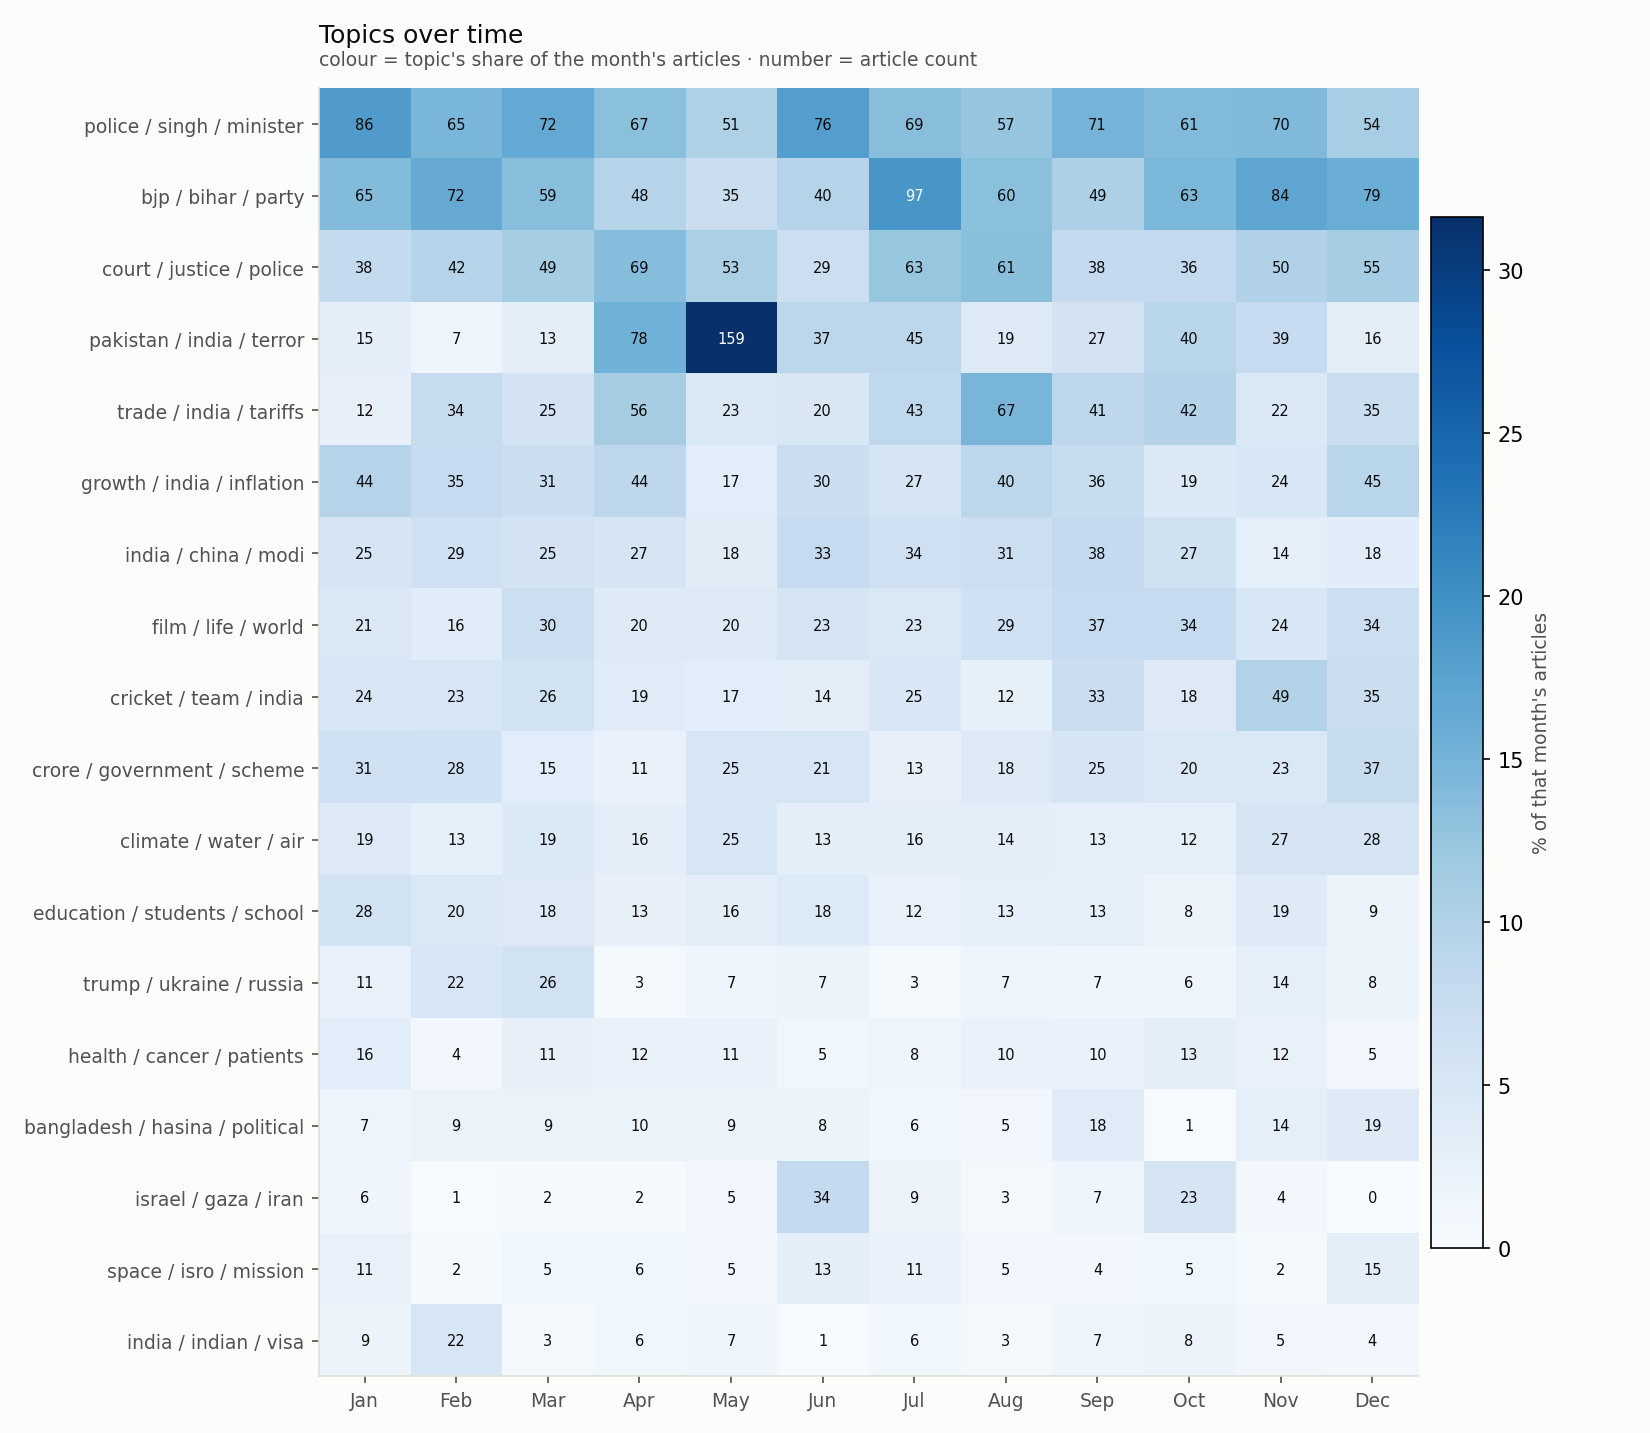 Topics over time
colour = topic's share of the month's articles · number = article count
police / singh / minister 86 65 72 67 51 76 69 57 71 61 70 54
bjp / bihar / party 65 72 59 48 35 40 97 60 49 63 84 79
court / justice / police 38 42 49 69 53 29 63 61 38 36 50 55
pakistan / india / terror 15 7 13 78 159 37 45 19 27 40 39 16
trade / india / tariffs 12 34 25 56 23 20 43 67 41 42 22 35
growth / india / inflation 44 35 31 44 17 30 27 40 36 19 24 45
india / china / modi 25 29 25 27 18 33 34 31 38 27 14 18
film / life / world 21 16 30 20 20 23 23 29 37 34 24 34
cricket / team / india 24 23 26 19 17 14 25 12 33 18 49 35
crore / government / scheme 31 28 15 11 25 21 13 18 25 20 23 37
climate / water / air 19 13 19 16 25 13 16 14 13 12 27 28
education / students / school 28 20 18 13 16 18 12 13 13 8 19 9
trump / ukraine / russia 11 22 26 3 7 7 3 7 7 6 14 8
health / cancer / patients 16 4 11 12 11 5 8 10 10 13 12 5
bangladesh / hasina / political 7 9 9 10 9 8 6 5 18 1 14 19
israel / gaza / iran 6 1 2 2 5 34 9 3 7 23 4 0
space / isro / mission 11 2 5 6 5 13 11 5 4 5 2 15
india / indian / visa 9 22 3 6 7 1 6 3 7 8 5 4
Jan Feb Mar Apr May Jun Jul Aug Sep Oct Nov Dec
30
25
20
15
10
5
0
% of that month's articles